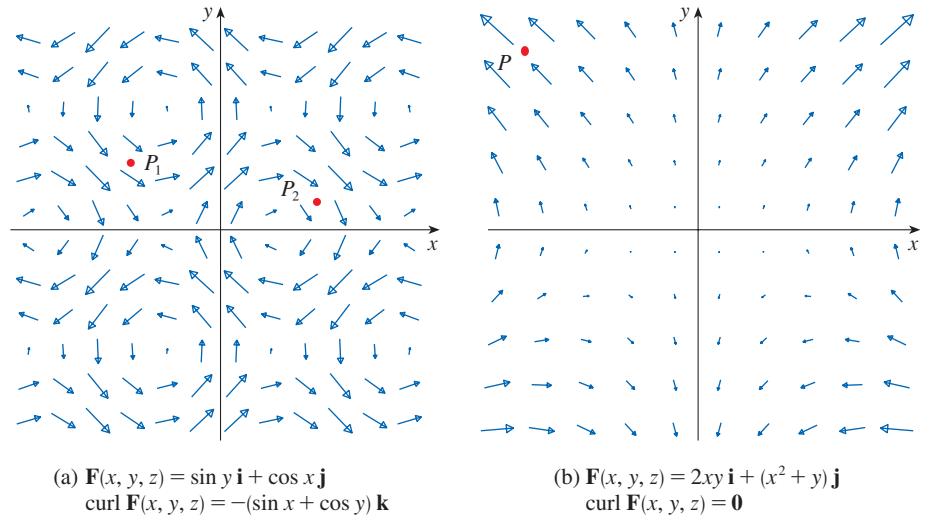 y
P₁
P₂
x
y
P
x
(a) F(x, y, z) = sin y i + cos x j
curl F(x, y, z) = −(sin x + cos y) k
(b) F(x, y, z) = 2xy i + (x² + y) j
curl F(x, y, z) = 0